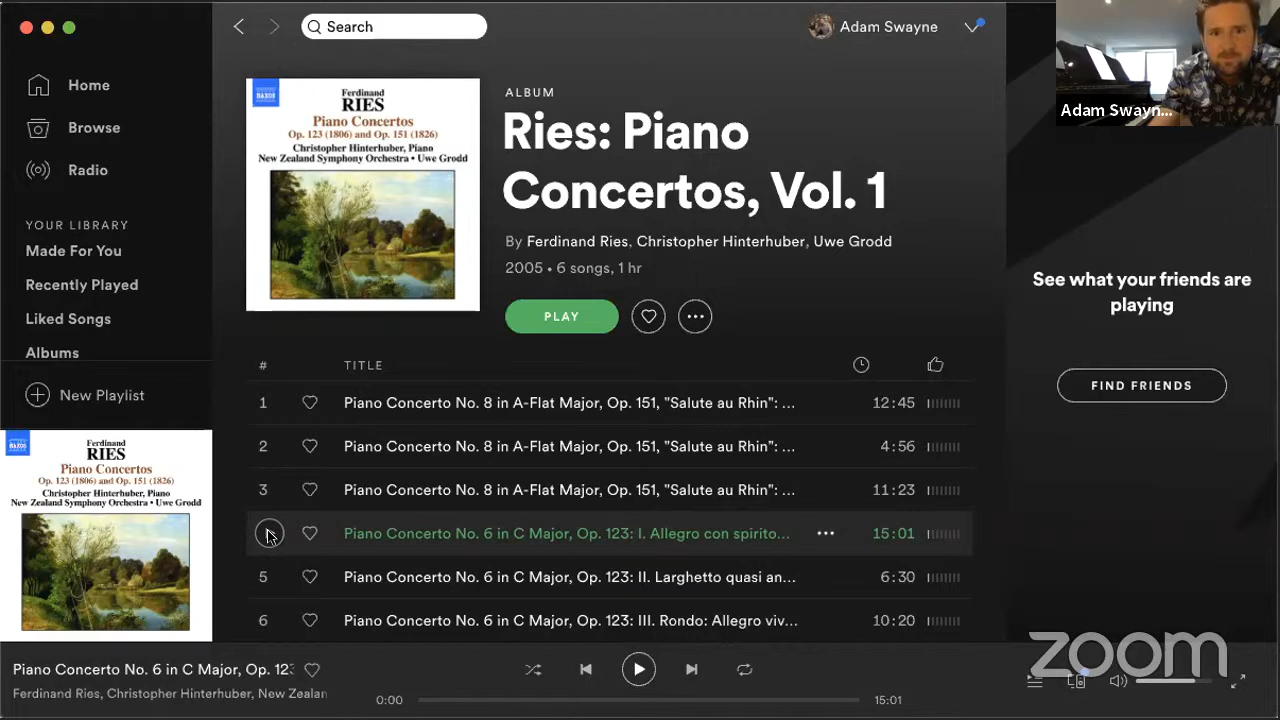 Search
Adam Swayne
Home
Browse
Radio
YOUR LIBRARY
Made For You
Recently Played
Liked Songs
Albums
New Playlist
NAXOS
Ferdinand
RIES
Piano Concertos
Op. 123 (1806) and Op. 151 (1826)
Christopher Hinterhuber, Piano
New Zealand Symphony Orchestra • Uwe Grodd
ALBUM
Ries: Piano
Concertos, Vol. 1
By Ferdinand Ries, Christopher Hinterhuber, Uwe Grodd
2005 • 6 songs, 1 hr
PLAY
# TITLE
1 Piano Concerto No. 8 in A-Flat Major, Op. 151, "Salute au Rhin": ... 12:45
2 Piano Concerto No. 8 in A-Flat Major, Op. 151, "Salute au Rhin": ... 4:56
3 Piano Concerto No. 8 in A-Flat Major, Op. 151, "Salute au Rhin": ... 11:23
Piano Concerto No. 6 in C Major, Op. 123: I. Allegro con spirito... 15:01
5 Piano Concerto No. 6 in C Major, Op. 123: II. Larghetto quasi an... 6:30
6 Piano Concerto No. 6 in C Major, Op. 123: III. Rondo: Allegro viv... 10:20
Adam Swayn...
See what your friends are
playing
FIND FRIENDS
NAXOS
Ferdinand
RIES
Piano Concertos
Op. 123 (1806) and Op. 151 (1826)
Christopher Hinterhuber, Piano
New Zealand Symphony Orchestra • Uwe Grodd
Piano Concerto No. 6 in C Major, Op. 123
Ferdinand Ries, Christopher Hinterhuber, New Zealan
0:00
15:01
zoom